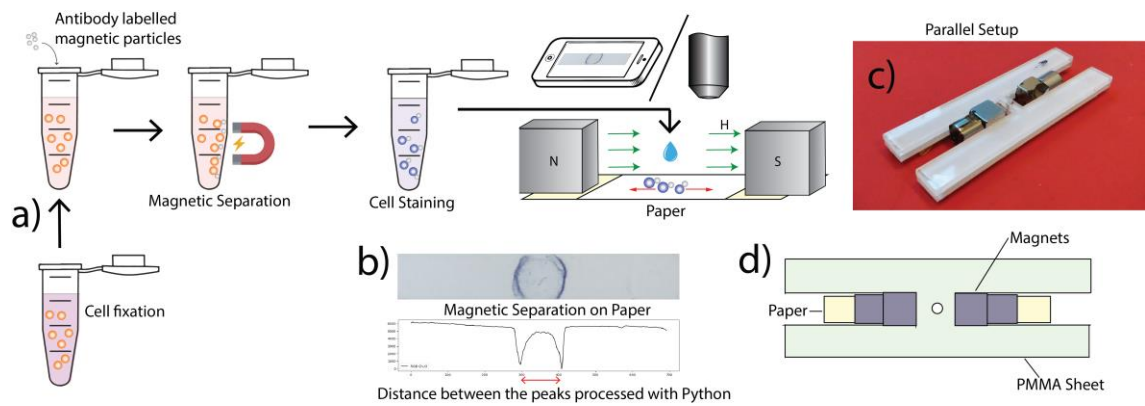 a)
Antibody labelled
magnetic particles
Magnetic Separation
Cell Staining
Cell fixation
N
H
S
Paper
b)
Magnetic Separation on Paper
Distance between the peaks processed with Python
Parallel Setup
c)
d)
Magnets
Paper
PMMA Sheet